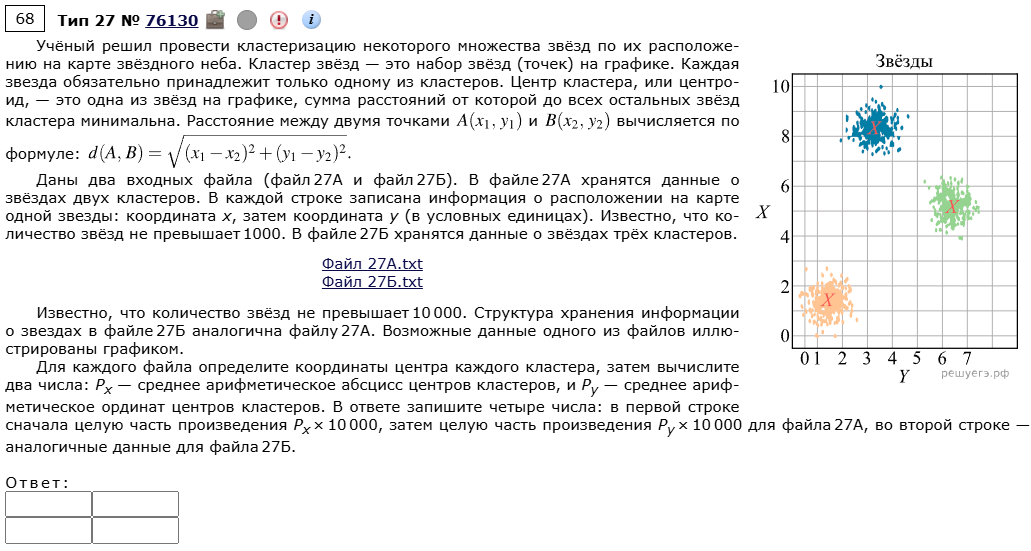 68 Тип 27 № 76130
Учёный решил провести кластеризацию некоторого множества звёзд по их расположе-
нию на карте звёздного неба. Кластер звёзд — это набор звёзд (точек) на графике. Каждая
звезда обязательно принадлежит только одному из кластеров. Центр кластера, или центро-
ид, — это одна из звёзд на графике, сумма расстояний от которой до всех остальных звёзд
кластера минимальна. Расстояние между двумя точками A(x₁, y₁) и B(x₂, y₂) вычисляется по
формуле: d(A, B) = √((x₁ − x₂)² + (y₁ − y₂)²).
Даны два входных файла (файл 27А и файл 27Б). В файле 27А хранятся данные о
звёздах двух кластеров. В каждой строке записана информация о расположении на карте
одной звезды: координата x, затем координата y (в условных единицах). Известно, что ко-
личество звёзд не превышает 1000. В файле 27Б хранятся данные о звёздах трёх кластеров.
Файл 27А.txt
Файл 27Б.txt
Известно, что количество звёзд не превышает 10 000. Структура хранения информации
о звездах в файле 27Б аналогична файлу 27А. Возможные данные одного из файлов иллю-
стрированы графиком.
Для каждого файла определите координаты центра каждого кластера, затем вычислите
два числа: Pₓ — среднее арифметическое абсцисс центров кластеров, и P_y — среднее ариф-
метическое ординат центров кластеров. В ответе запишите четыре числа: в первой строке
сначала целую часть произведения Pₓ × 10 000, затем целую часть произведения P_y × 10 000 для файла 27А, во второй строке —
аналогичные данные для файла 27Б.
Ответ:
Звёзды
10
8
6
X
4
2
0
0 1 2 3 4 5 6 7
Y
X
X
X
решуегэ.рф